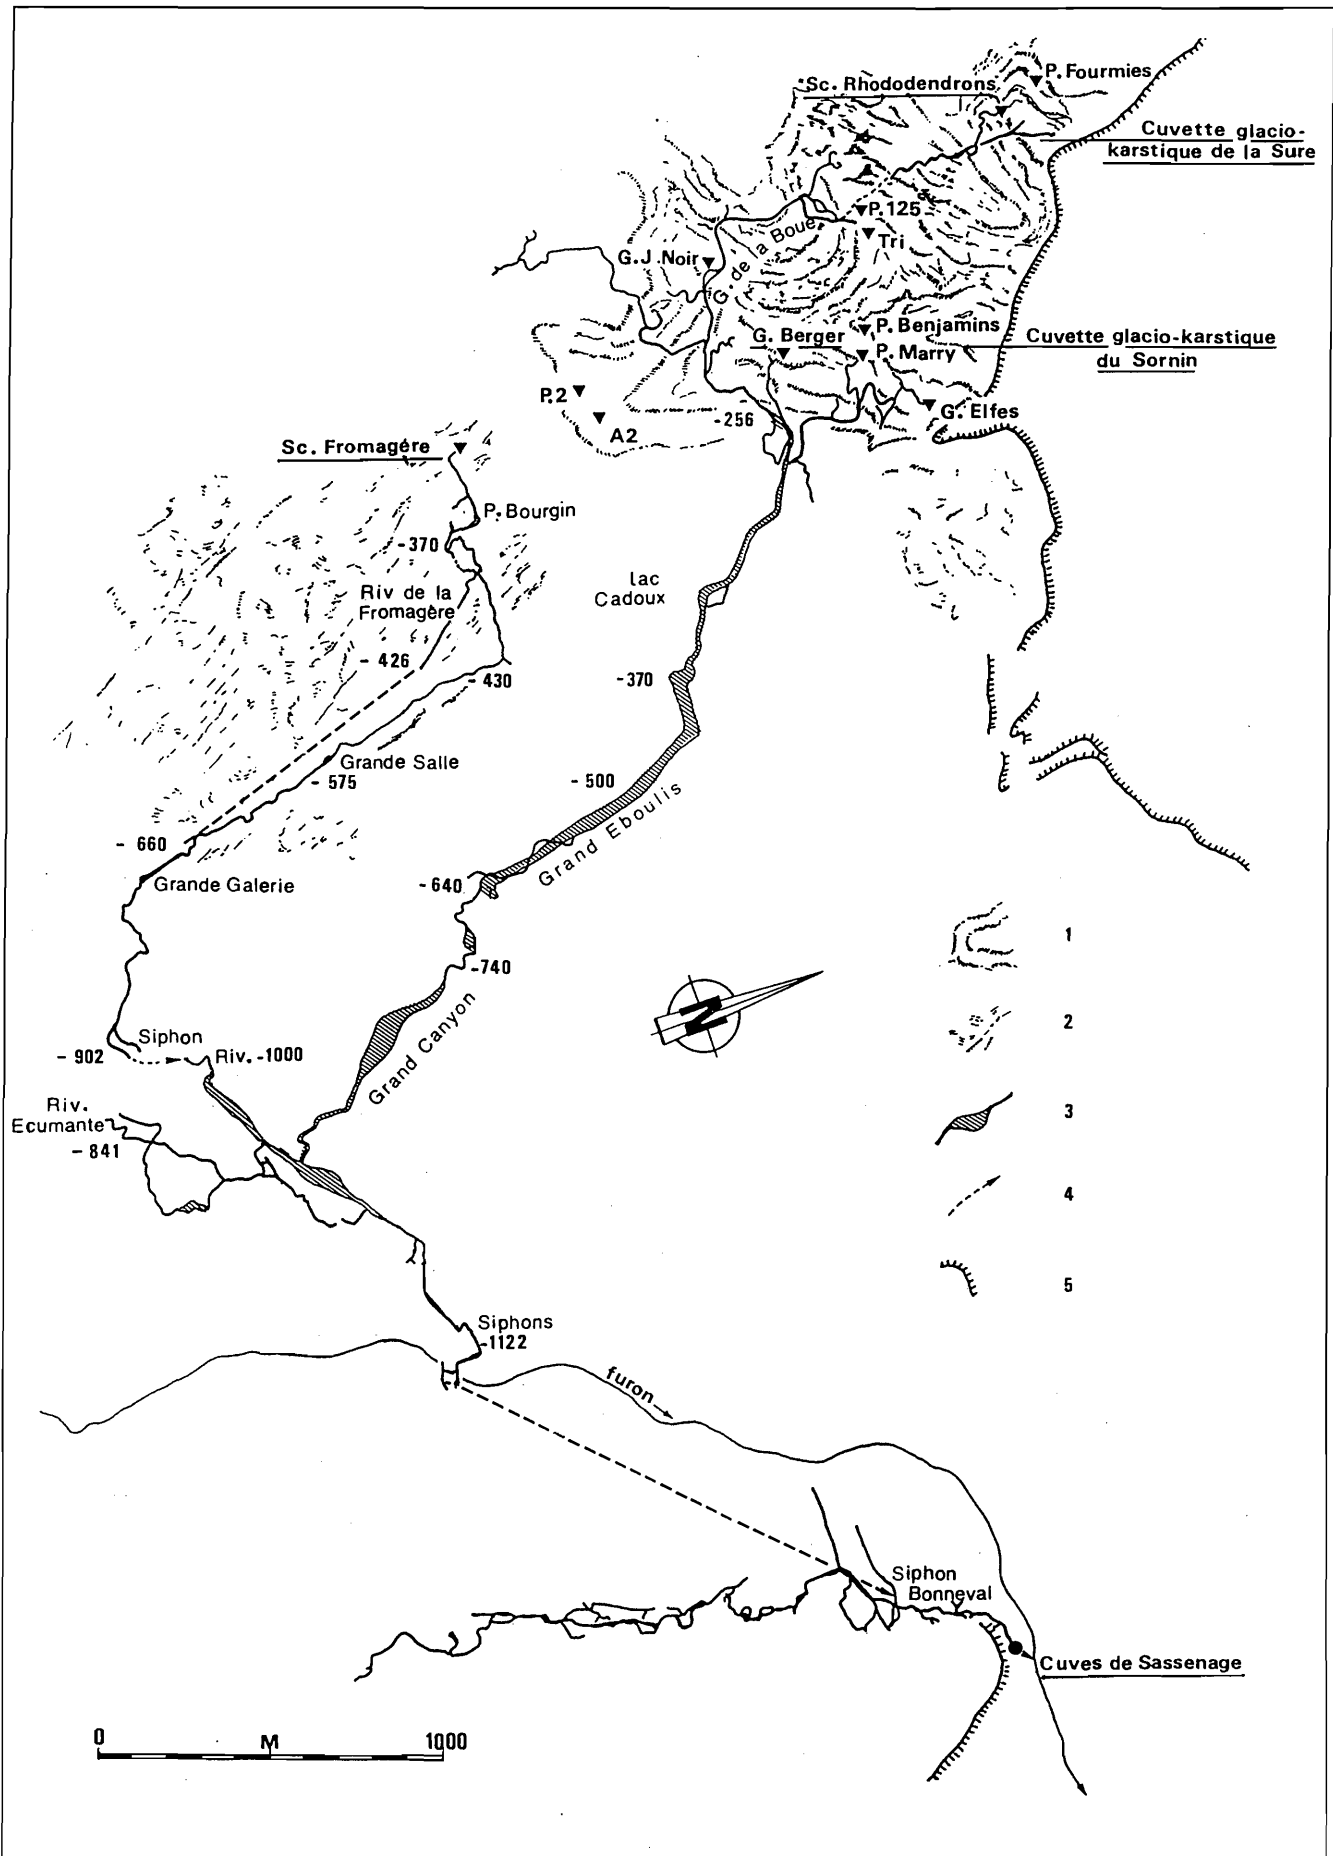 P. Fourmies
Sc. Rhododendrons
Cuvette glacio-
karstique de la Sure
P. 125
Tri
G. de la Boue
G.J. Noir
P. Benjamins
G. Berger
P. Marry
Cuvette glacio-karstique
du Sornin
P.2
A2
-256
G. Elfes
Sc. Fromagére
P. Bourgin
-370
Riv de la
Fromagère
Lac
Cadoux
- 426
- 430
-370
Grande Salle
- 575
- 500
Grand Eboulis
- 660
Grande Galerie
- 640
1
-740
N
2
Grand Canyon
Siphon
- 902
Riv. -1000
Riv.
Ecumante
- 841
3
4
5
Siphons
-1122
furon
Siphon
Bonneval
Cuves de Sassenage
0 M 1000